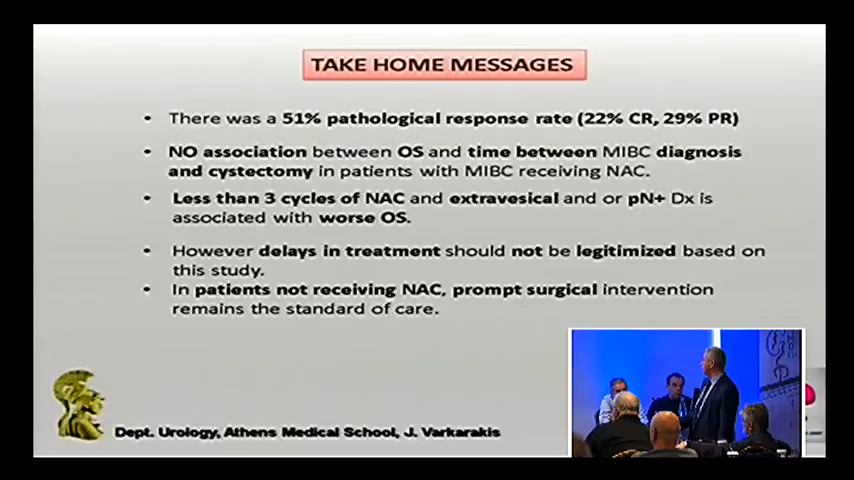 TAKE HOME MESSAGES
• There was a 51% pathological response rate (22% CR, 29% PR)
• NO association between OS and time between MIBC diagnosis
and cystectomy in patients with MIBC receiving NAC.
• Less than 3 cycles of NAC and extravesical and or pN+ Dx is
associated with worse OS.
• However delays in treatment should not be legitimized based on
this study.
• In patients not receiving NAC, prompt surgical intervention
remains the standard of care.
Dept. Urology, Athens Medical School, J. Varkarakis